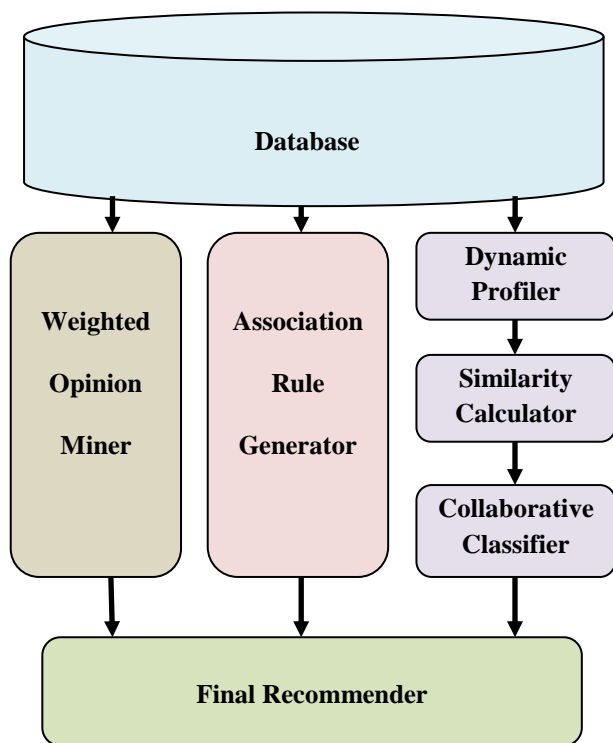 Database
Weighted
Opinion
Miner
Association
Rule
Generator
Dynamic
Profiler
Similarity
Calculator
Collaborative
Classifier
Final Recommender